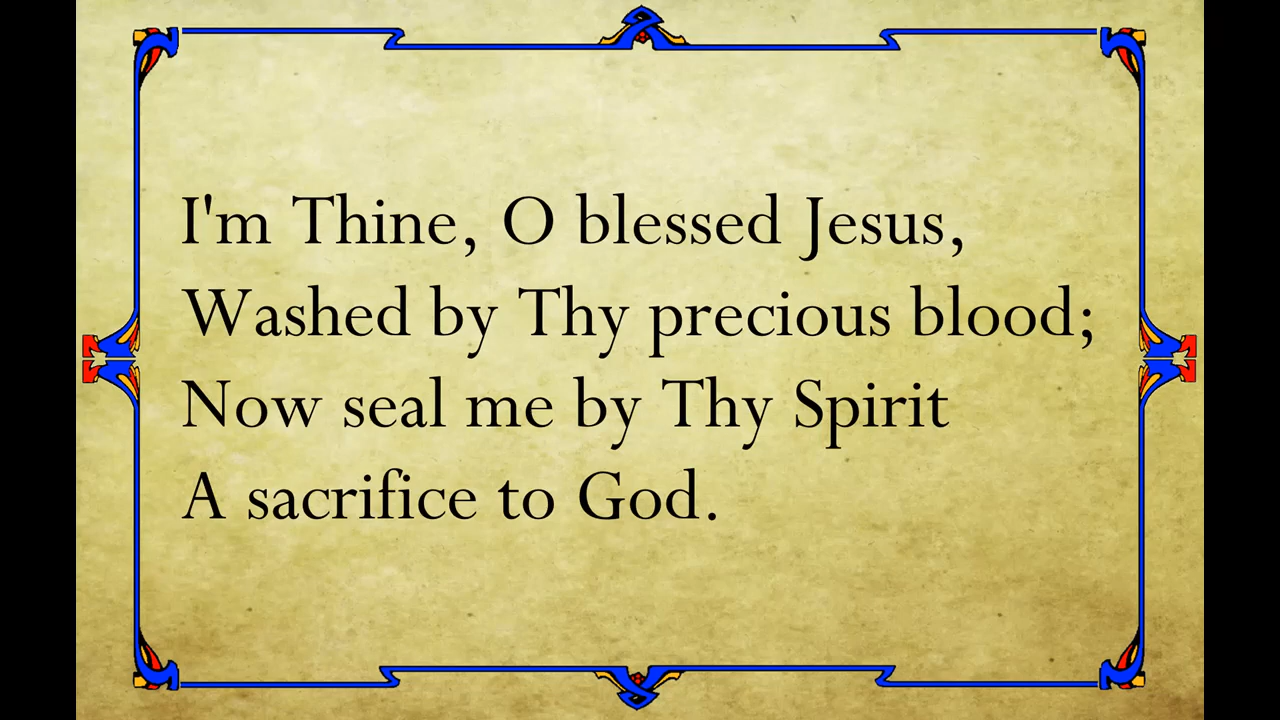 I'm Thine, O blessed Jesus,
Washed by Thy precious blood;
Now seal me by Thy Spirit
A sacrifice to God.